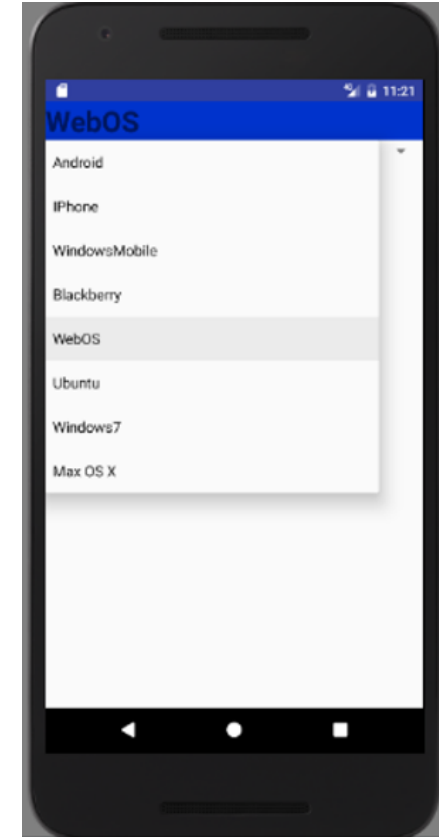 11:21
WebOS
Android
IPhone
WindowsMobile
Blackberry
WebOS
Ubuntu
Windows7
Max OS X